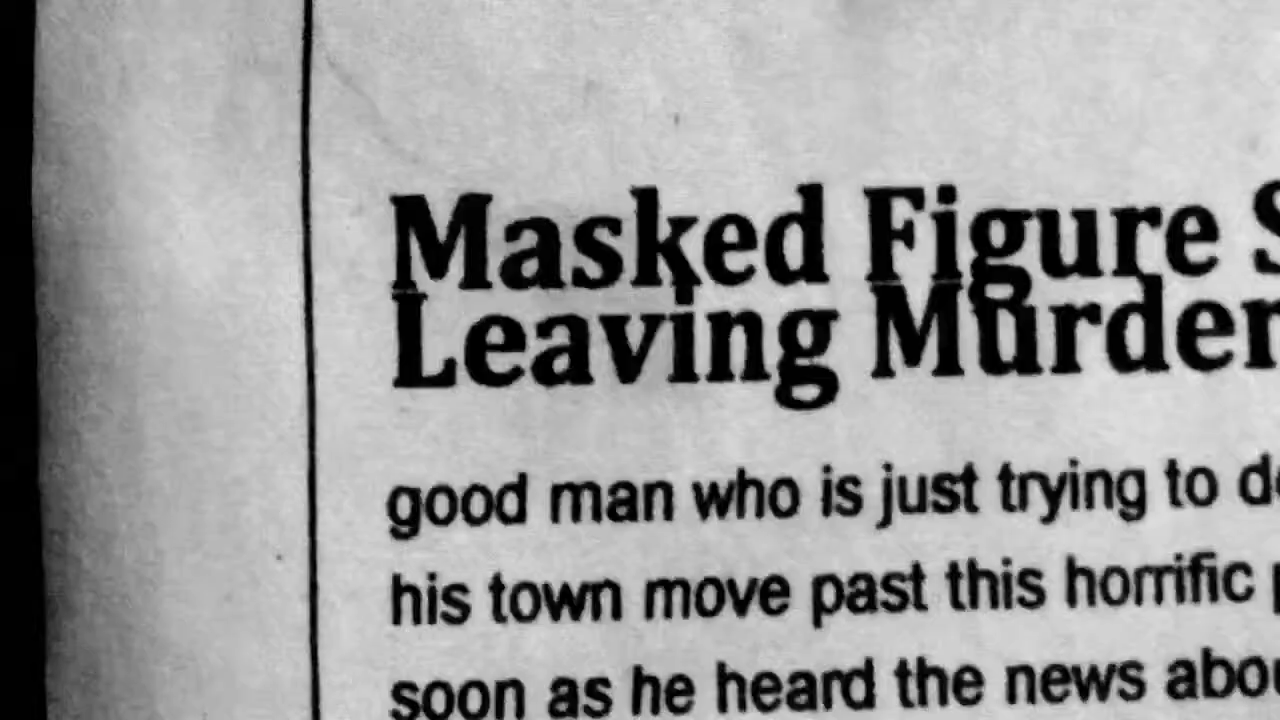 Masked Figure S
Leaving Murder
good man who is just trying to d
his town move past this horrific
soon as he heard the news abou